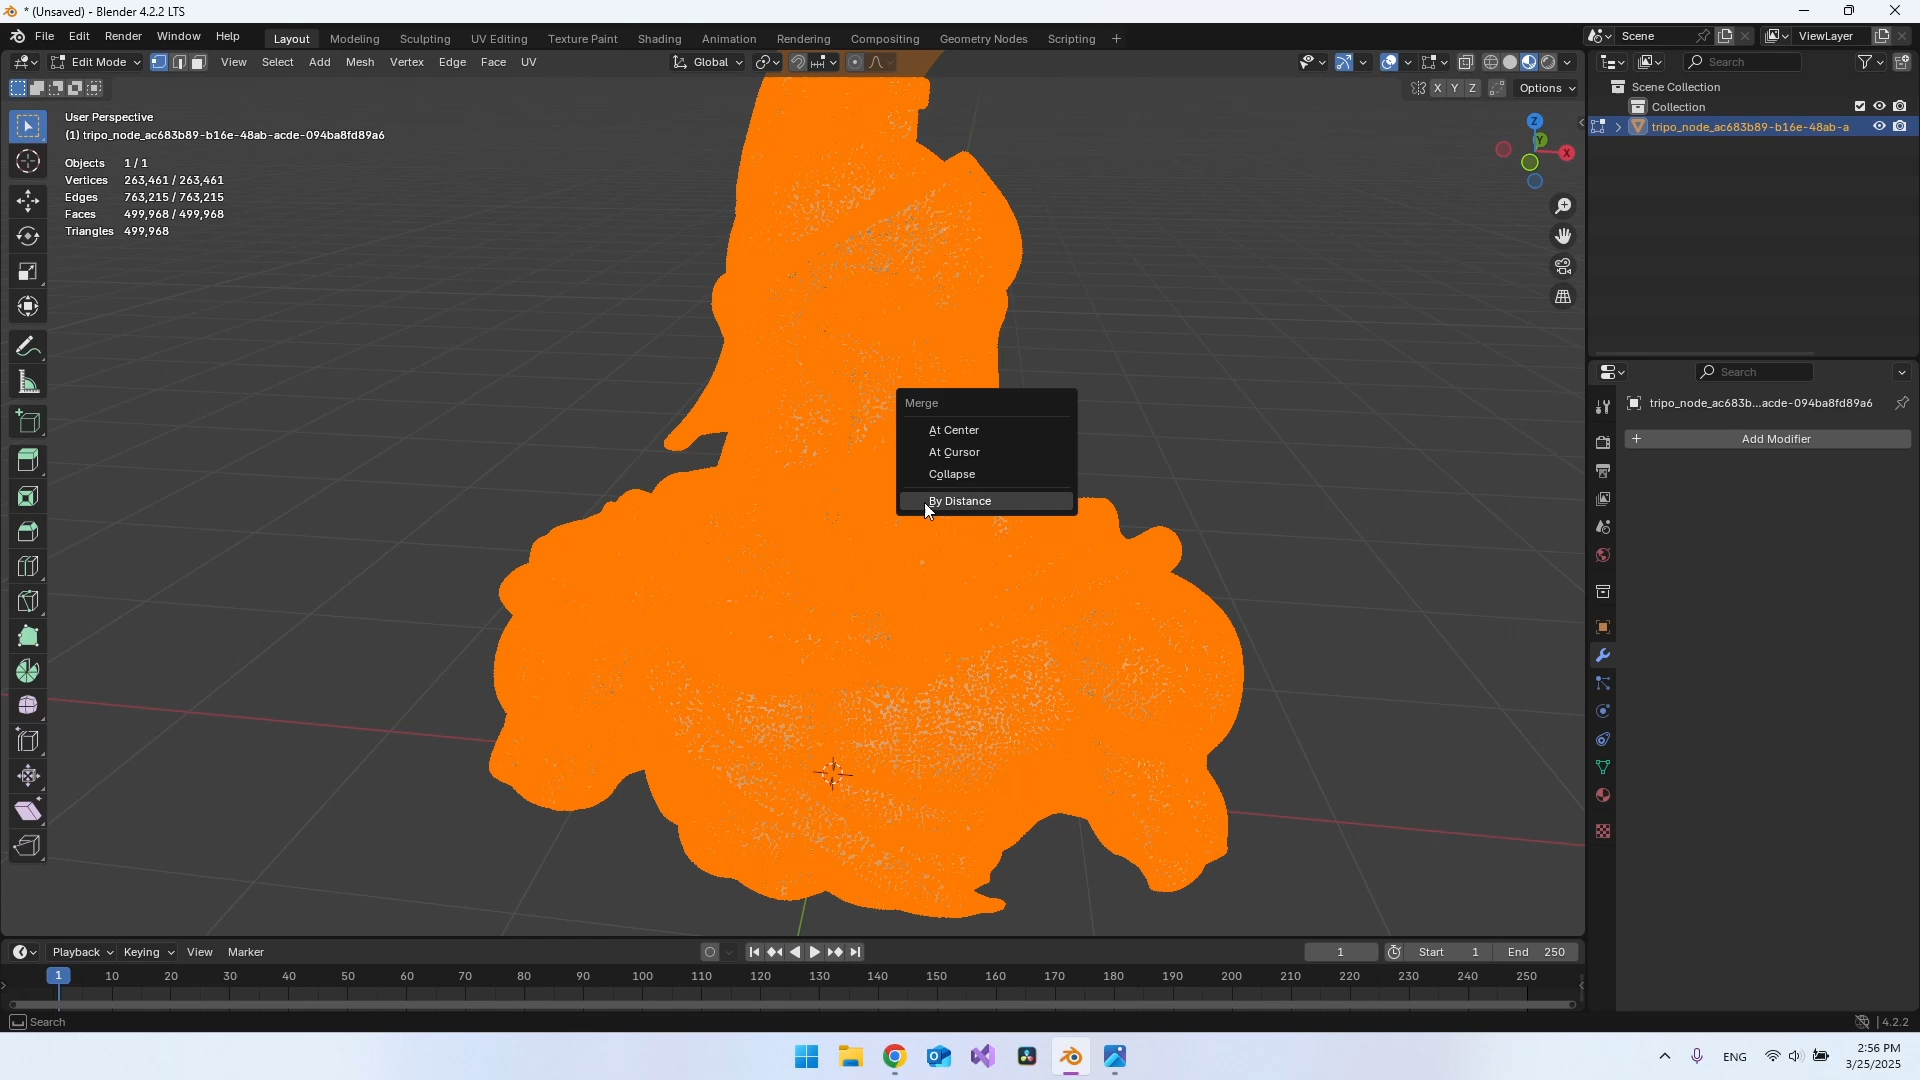 * (Unsaved) - Blender 4.2.2 LTS
File Edit Render Window Help Layout Modeling Sculpting UV Editing Texture Paint Shading Animation Rendering Compositing Geometry Nodes Scripting + Scene ViewLayer
Edit Mode View Select Add Mesh Vertex Edge Face UV Global Search
X Y Z Options
Scene Collection
Collection
tripo_node_ac683b89-b16e-48ab-a
User Perspective
(1) tripo_node_ac683b89-b16e-48ab-acde-094ba8fd89a6
Objects 1 / 1
Vertices 263,461 / 263,461
Edges 763,215 / 763,215
Faces 499,968 / 499,968
Triangles 499,968
Z
Y
X
Search
tripo_node_ac683b...acde-094ba8fd89a6
+ Add Modifier
Merge
At Center
At Cursor
Collapse
By Distance
Playback Keying View Marker 1 Start 1 End 250
1 10 20 30 40 50 60 70 80 90 100 110 120 130 140 150 160 170 180 190 200 210 220 230 240 250
Search 4.2.2
ENG 2:56 PM
3/25/2025